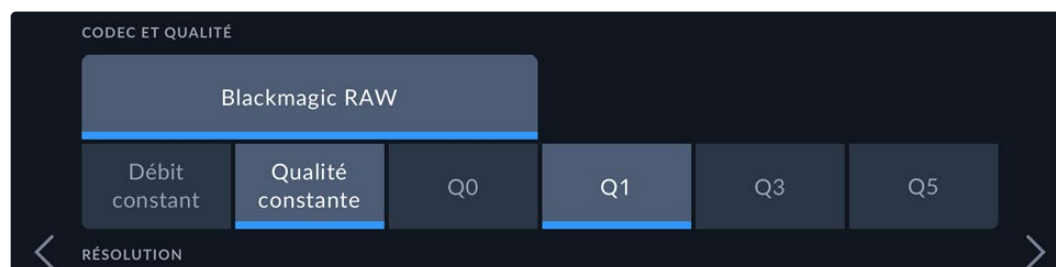 CODEC ET QUALITÉ
Blackmagic RAW
Débit
constant
Qualité
constante
Q0
Q1
Q3
Q5
RÉSOLUTION